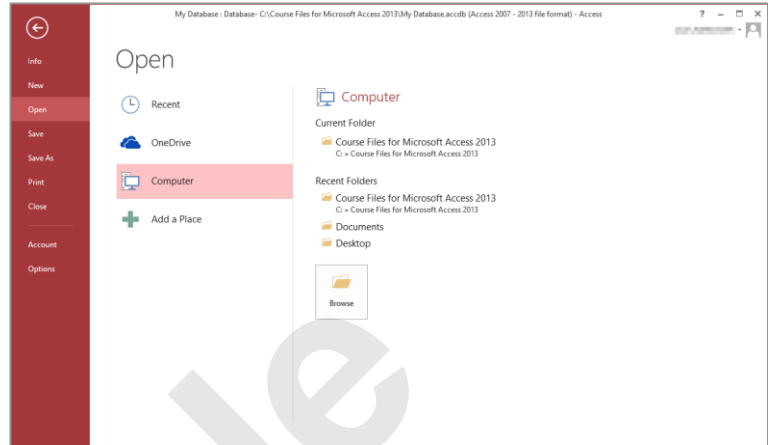 My Database : Database- C:\Course Files for Microsoft Access 2013\My Database.accdb (Access 2007 - 2013 file format) - Access
?
Info
New
Open
Save
Save As
Print
Close
Account
Options
Open
Recent
OneDrive
Computer
Add a Place
Computer
Current Folder
Course Files for Microsoft Access 2013
C: » Course Files for Microsoft Access 2013
Recent Folders
Course Files for Microsoft Access 2013
C: » Course Files for Microsoft Access 2013
Documents
Desktop
Browse
le